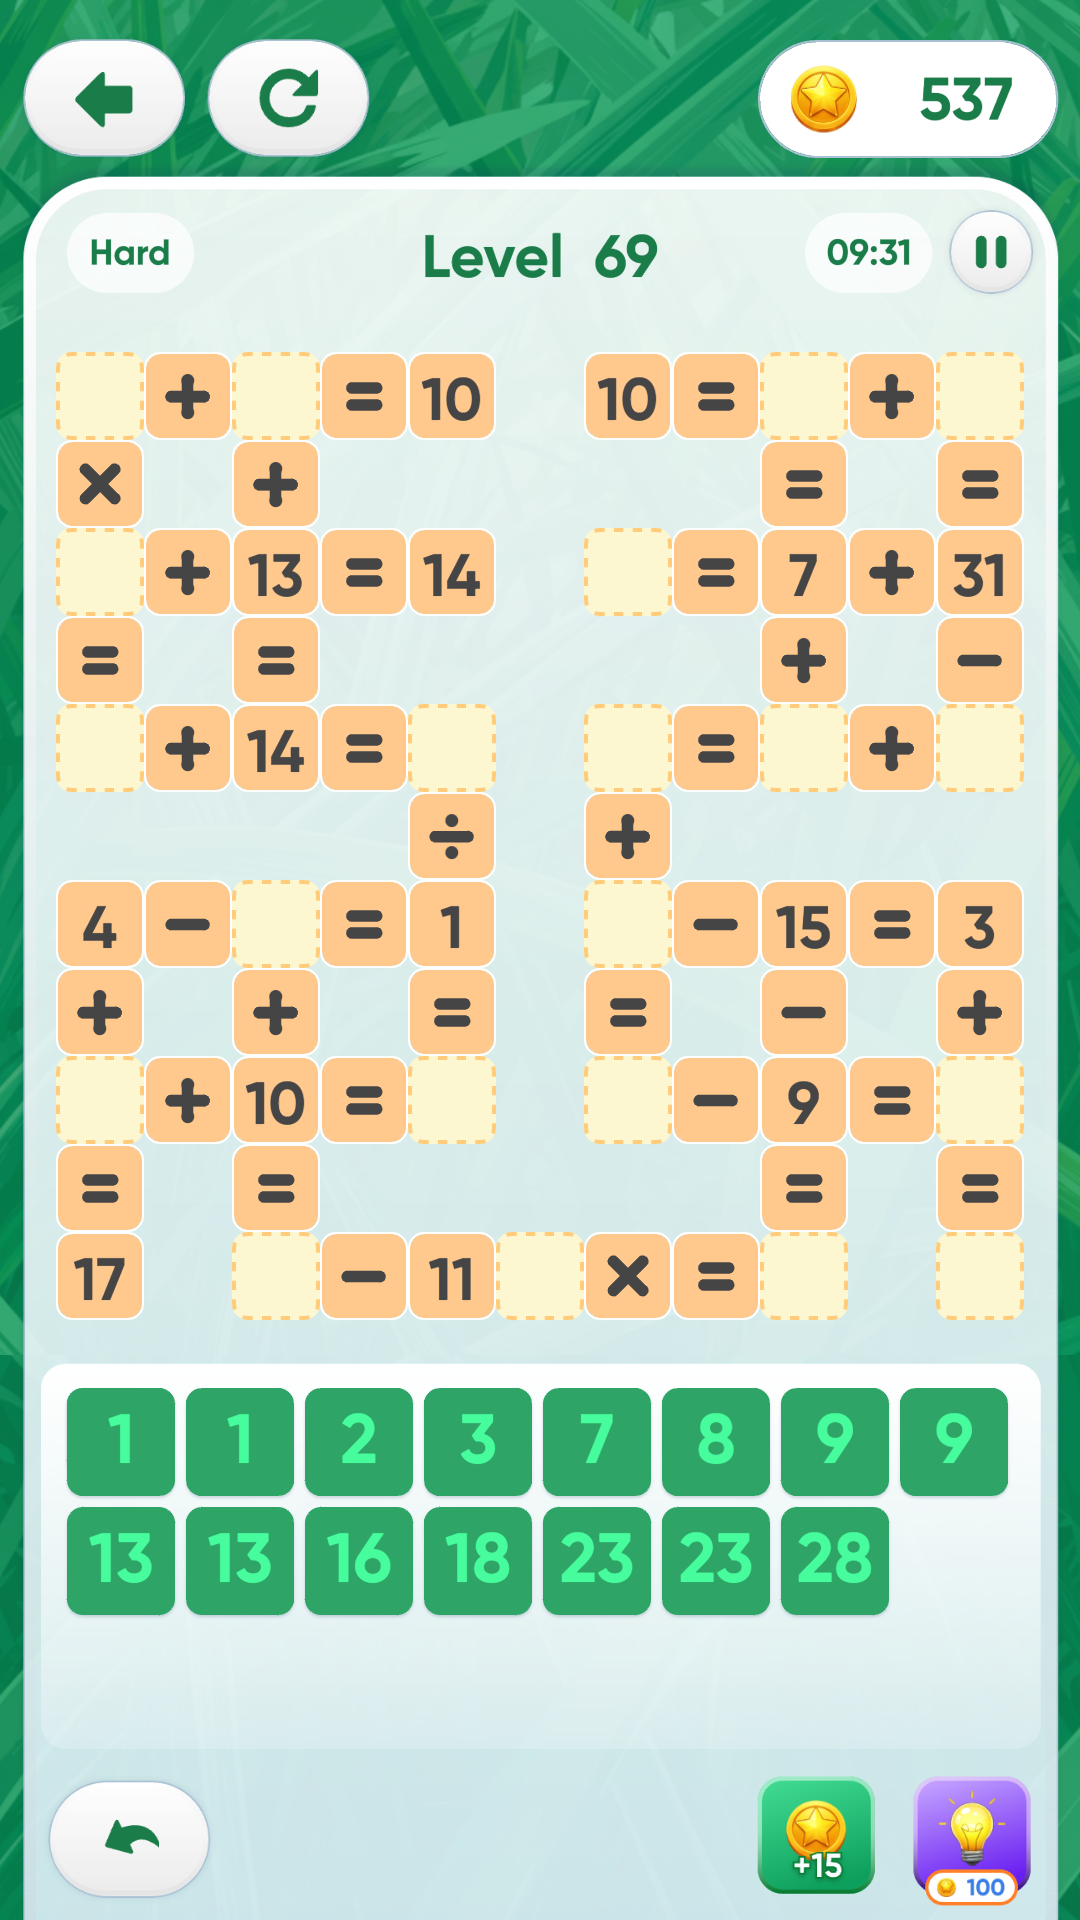 537
Hard Level 69 09:31
+ = 10 10 = +
× + = =
+ 13 = 14 = 7 + 31
= = + −
+ 14 = = +
÷ +
4 − = 1 − 15 = 3
+ + = = − +
+ 10 = − 9 =
= = = =
17 − 11 × =
1 1 2 3 7 8 9 9
13 13 16 18 23 23 28
+15
100